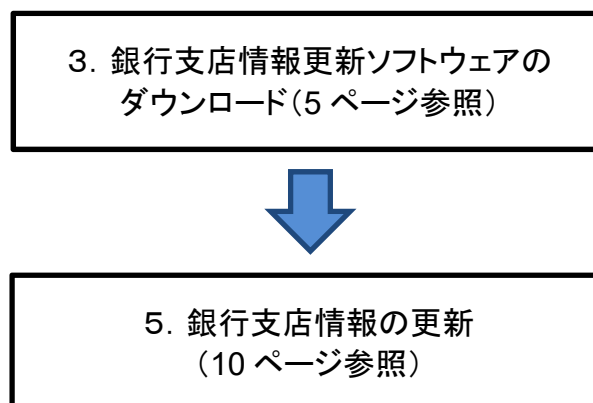 3. 銀行支店情報更新ソフトウェアの
ダウンロード（5 ページ参照）
5. 銀行支店情報の更新
（10 ページ参照）